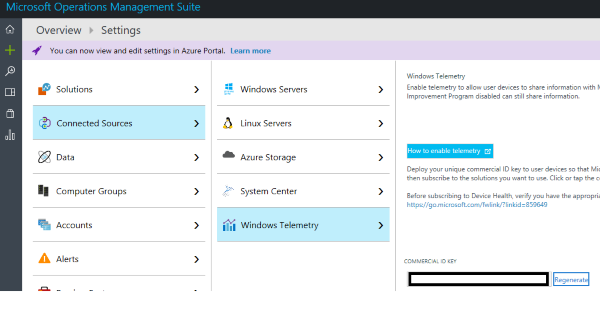 Microsoft Operations Management Suite
Overview > Settings
You can now view and edit settings in Azure Portal. Learn more
Solutions
Connected Sources
Data
Computer Groups
Accounts
Alerts
Windows Servers
Linux Servers
Azure Storage
System Center
Windows Telemetry
Windows Telemetry
Enable telemetry to allow user devices to share information with M
Improvement Program disabled can still share information.
How to enable telemetry
Deploy your unique commercial ID key to user devices so that Mic
then subscribe to the solutions you want to use. Click or tap the c
Before subscribing to Device Health, verify you have the appropria
https://go.microsoft.com/fwlink/?linkid=859649
COMMERCIAL ID KEY
Regenerate